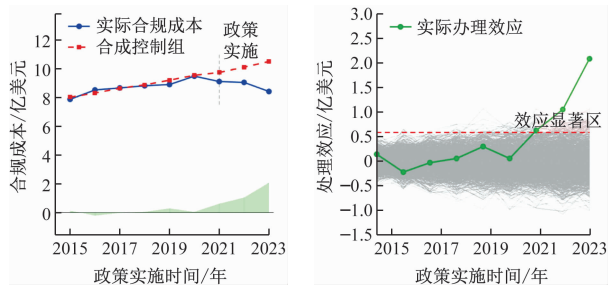 实际合规成本
合成控制组
政策
实施
合规成本/亿美元
12
10
8
6
4
2
0
2015
2017
2019
2021
2023
政策实施时间/年
实际办理效应
效应显著区
处理效应/亿美元
3.0
2.5
2.0
1.5
1.0
0.5
0
−0.5
−1.0
−1.5
2015
2017
2019
2021
2023
政策实施时间/年